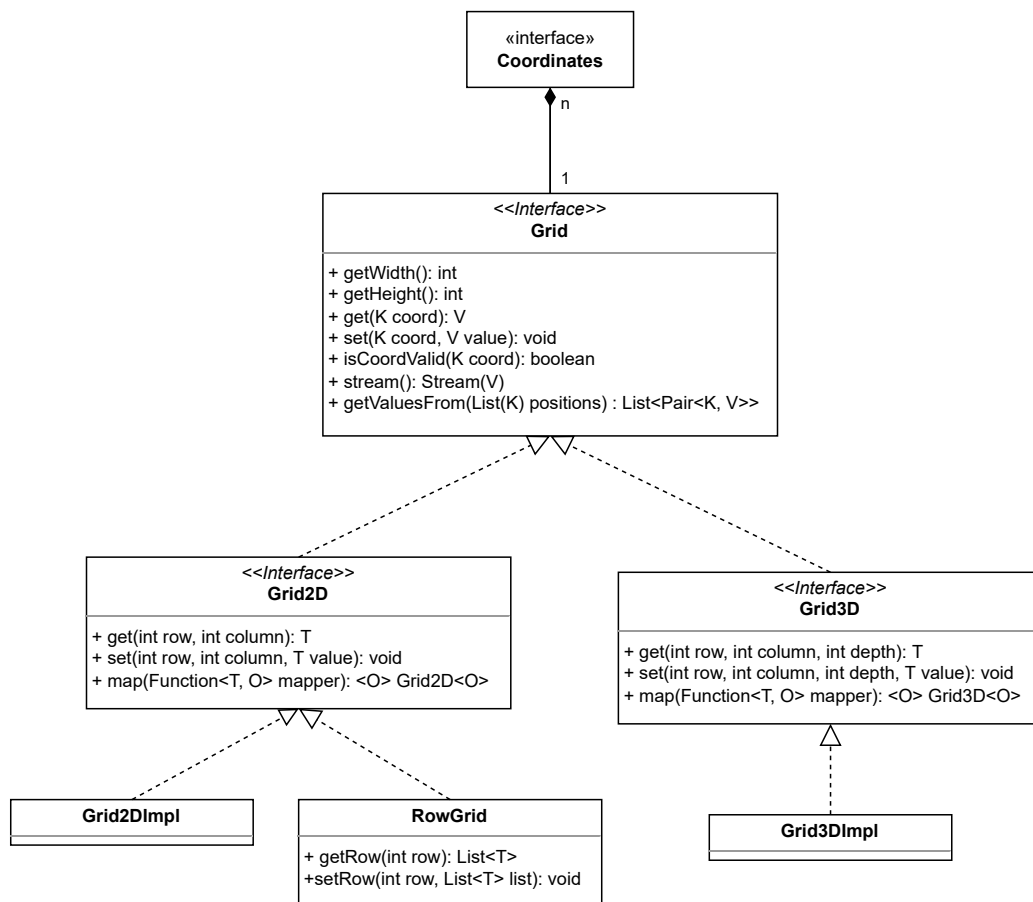 «interface»
Coordinates
n
1
<<Interface>>
Grid
+ getWidth(): int
+ getHeight(): int
+ get(K coord): V
+ set(K coord, V value): void
+ isCoordValid(K coord): boolean
+ stream(): Stream(V)
+ getValuesFrom(List(K) positions) : List<Pair<K, V>>
<<Interface>>
Grid2D
+ get(int row, int column): T
+ set(int row, int column, T value): void
+ map(Function<T, O> mapper): <O> Grid2D<O>
<<Interface>>
Grid3D
+ get(int row, int column, int depth): T
+ set(int row, int column, int depth, T value): void
+ map(Function<T, O> mapper): <O> Grid3D<O>
Grid2DImpl
RowGrid
+ getRow(int row): List<T>
+setRow(int row, List<T> list): void
Grid3DImpl